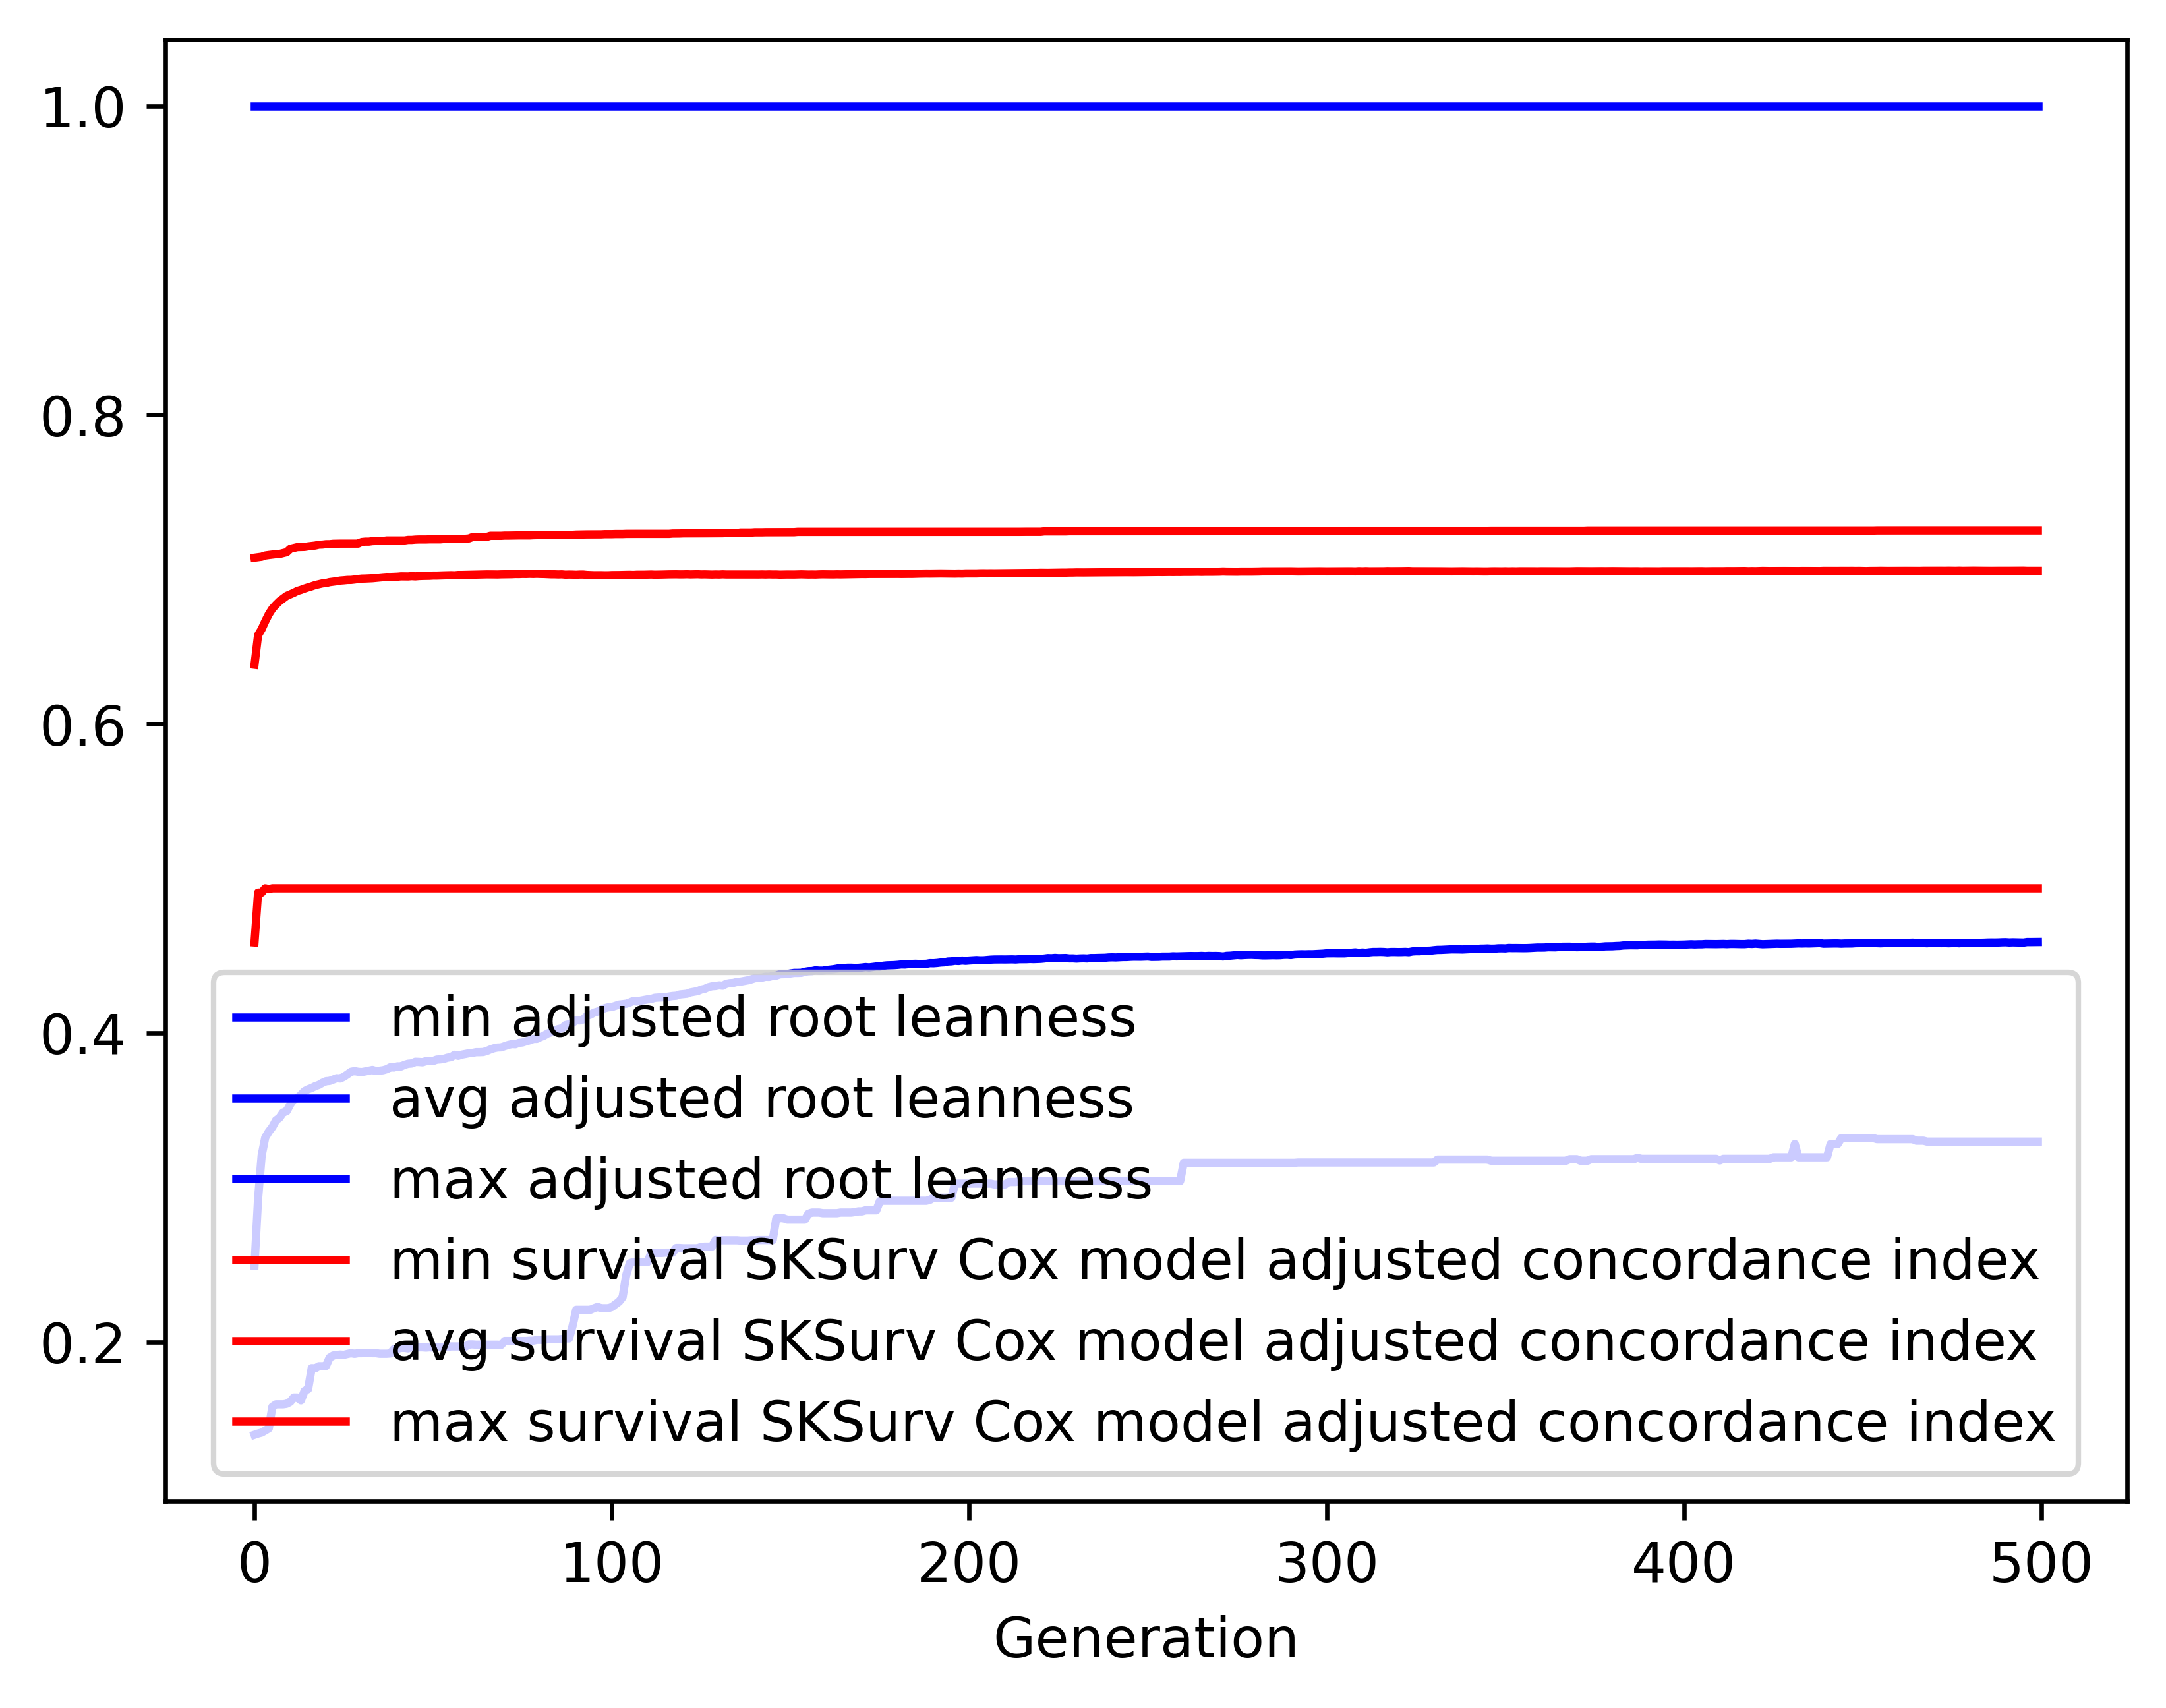 1.0
0.8
0.6
0.4
0.2
min adjusted root leanness
avg adjusted root leanness
max adjusted root leanness
min survival SKSurv Cox model adjusted concordance index
avg survival SKSurv Cox model adjusted concordance index
max survival SKSurv Cox model adjusted concordance index
0 100 200 300 400 500
Generation